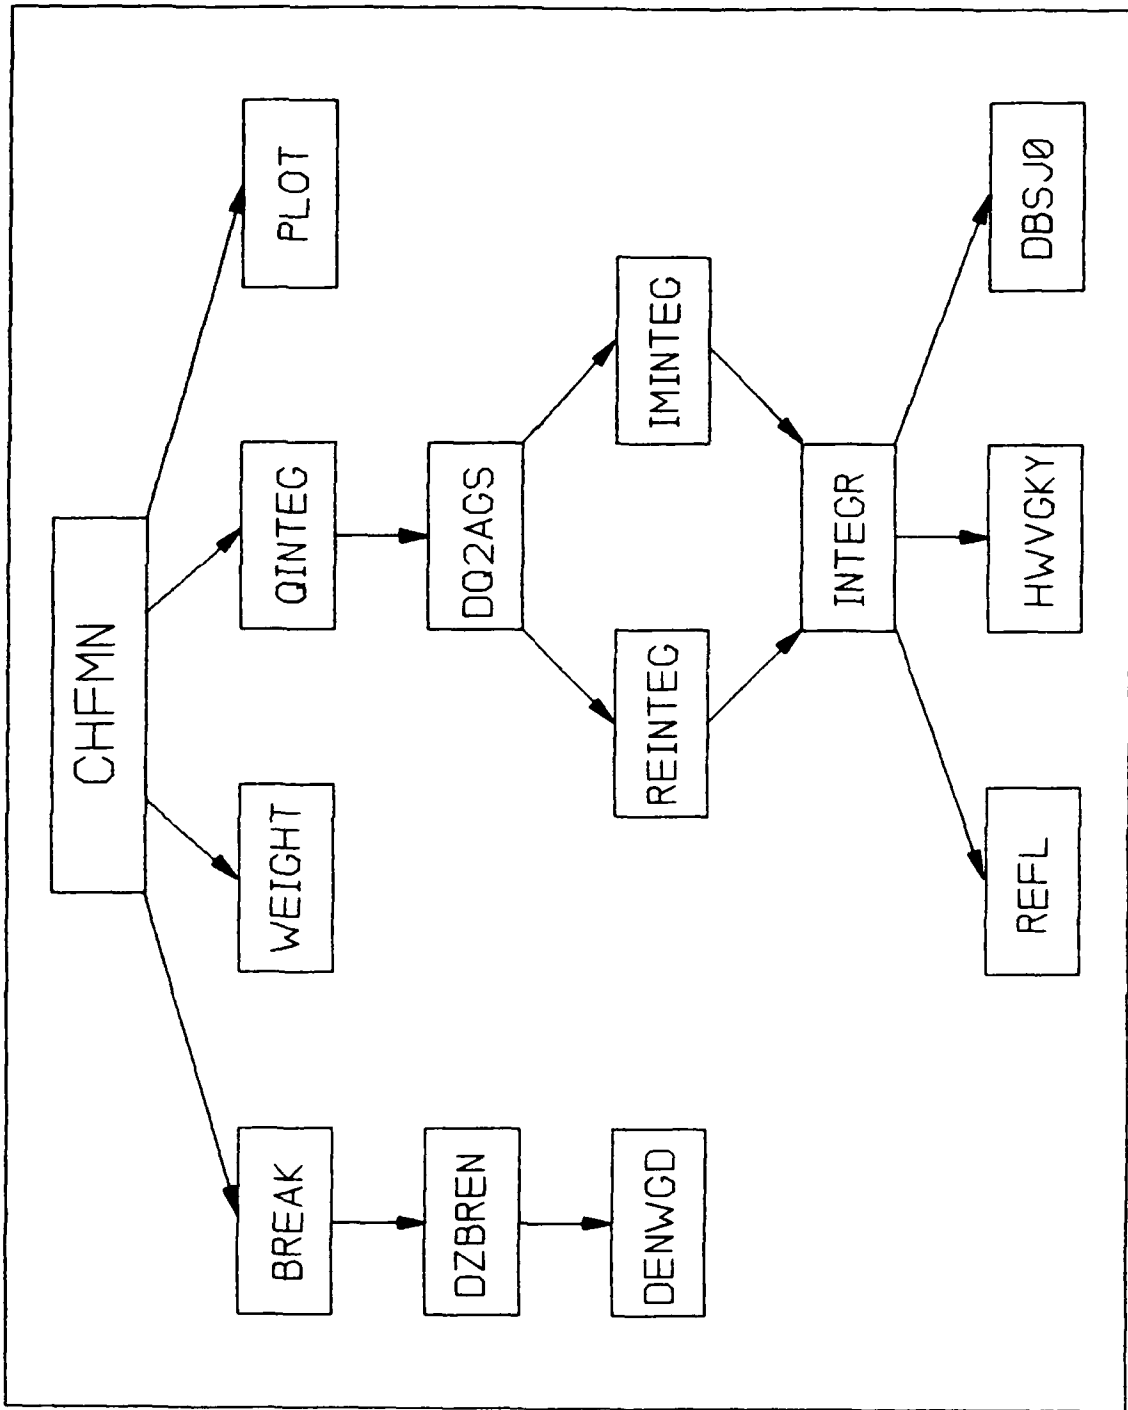 CHFMN
BREAK
WEIGHT
QINTEG
PLOT
DZBREN
DQ2AGS
DENWGD
REINTEG
IMINTEG
INTEGR
REFL
HWVGKY
DBSJ0